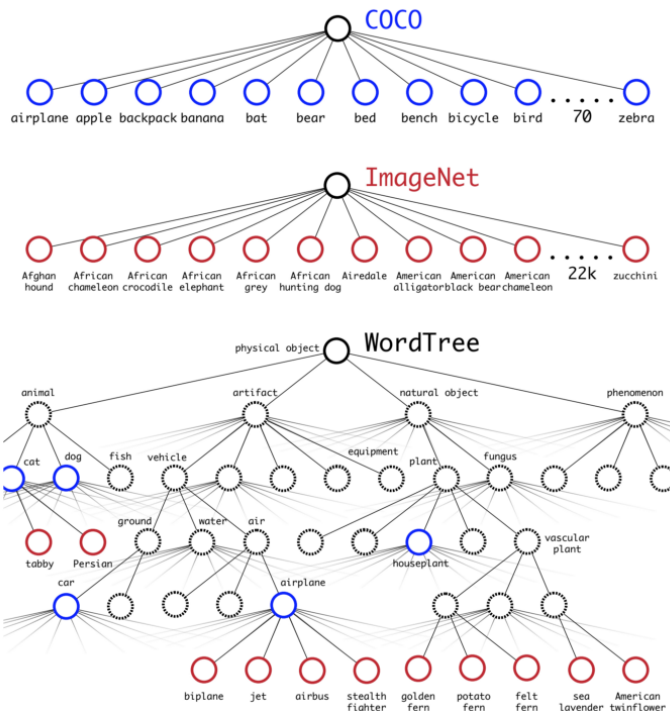 COCO
airplane apple backpack banana bat bear bed bench bicycle bird ..... 70 zebra
ImageNet
Afghan hound
African chameleon
African crocodile
African elephant
African grey
African hunting dog
Airedale
American alligator
American black bear
American chameleon
..... 22k
zucchini
WordTree
physical object
animal artifact natural object phenomenon
cat dog fish vehicle equipment plant fungus
tabby Persian ground water air houseplant vascular plant
car airplane
biplane
jet
airbus
stealth fighter
golden fern
potato fern
felt fern
sea lavender
American twinflower